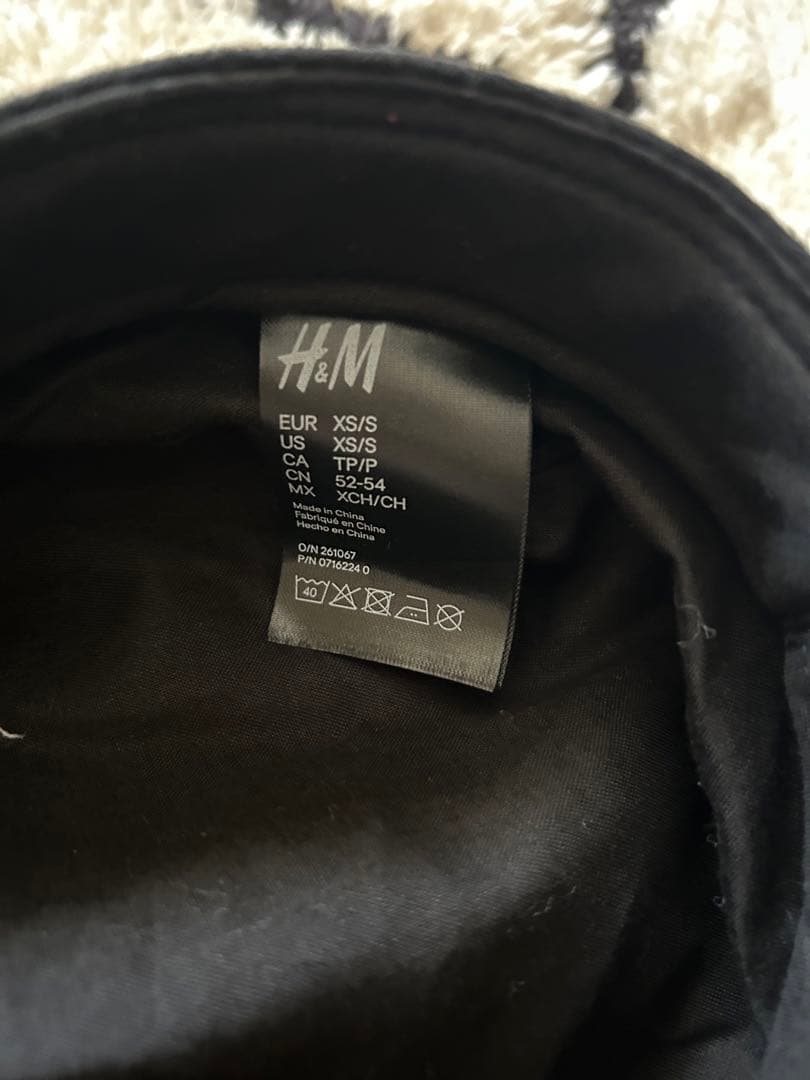 H&M
EUR XS/S
US XS/S
CA TP/P
CN 52-54
MX XCH/CH
Made in China
Fabriqué en Chine
Hecho en China
O/N 261067
P/N 0716224 0
40